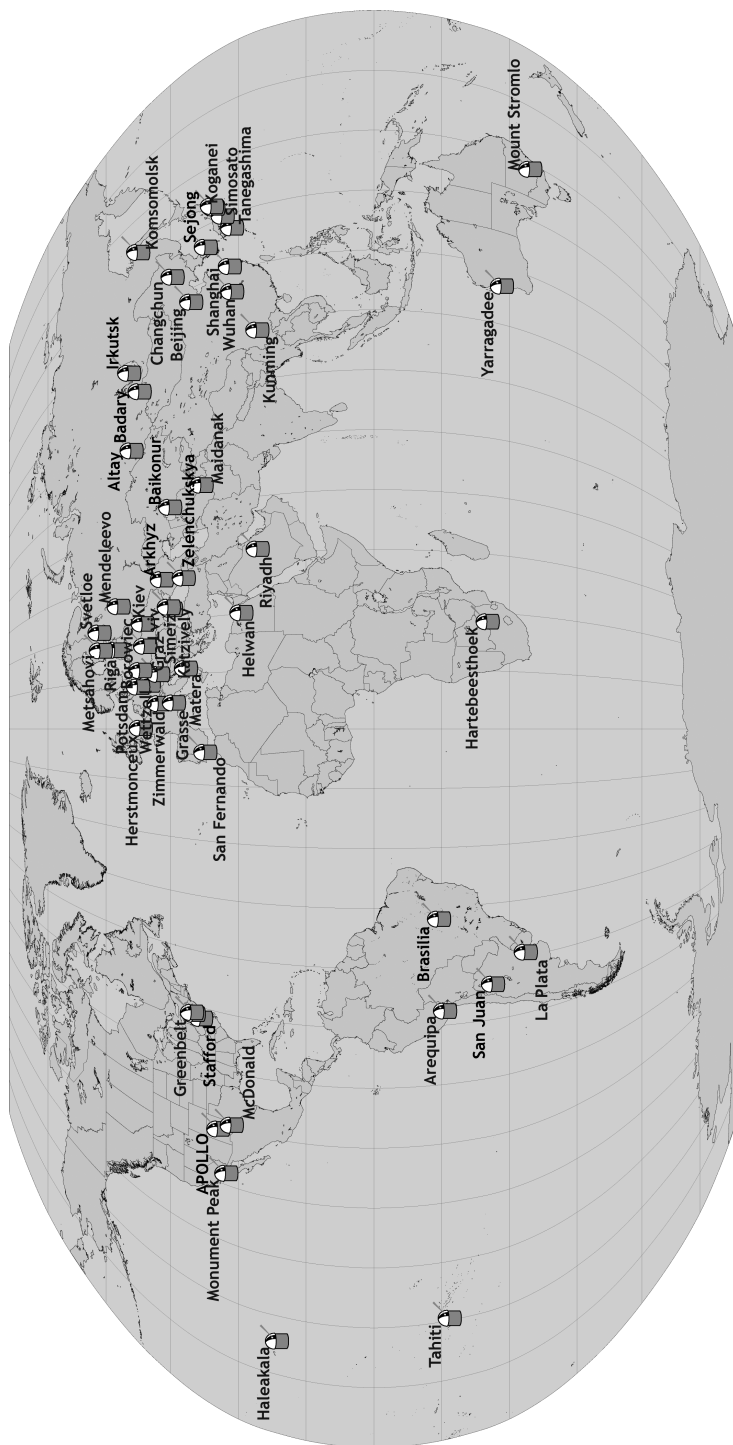 Metsahovi
Svetloe
Riga
Mendeleevo
Potsdam
Borowiec
Kiev
Herstmonceux
Wettzell
Graz
Lviv
Zimmerwald
Simeiz
Katzively
Grasse
Matera
San Fernando
Arkhyz
Zelenchukskya
Baikonur
Maidanak
Altay
Badary
Irkutsk
Komsomolsk
Changchun
Beijing
Sejong
Koganei
Simosato
Tanegashima
Shanghai
Wuhan
Kunming
Riyadh
Helwan
Greenbelt
Stafford
McDonald
APOLLO
Monument Peak
Haleakala
Tahiti
Arequipa
Brasilia
San Juan
La Plata
Hartebeesthoek
Yarragadee
Mount Stromlo